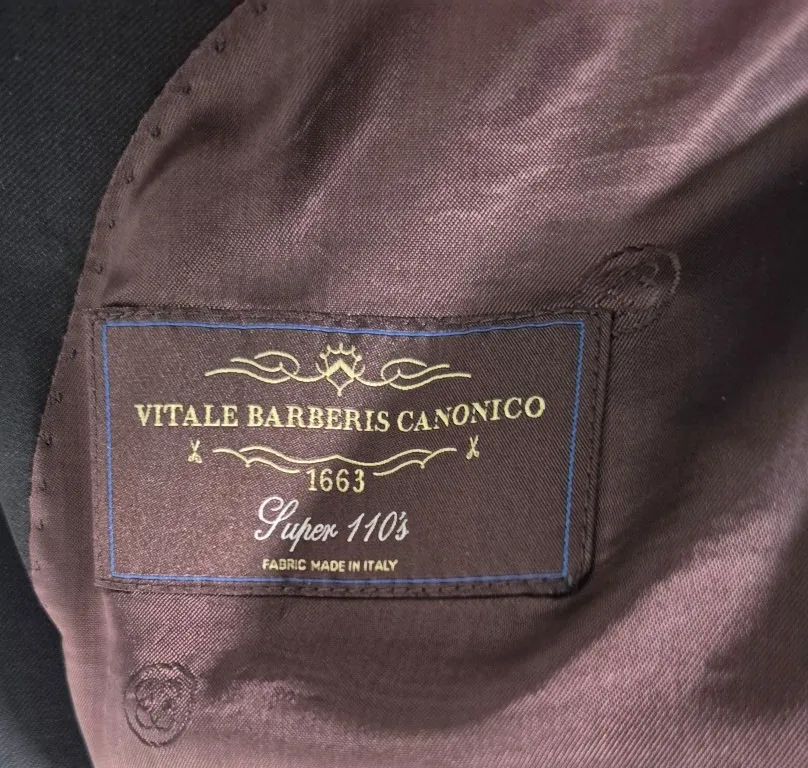 VITALE BARBERIS CANONICO
1663
Super 110's
FABRIC MADE IN ITALY